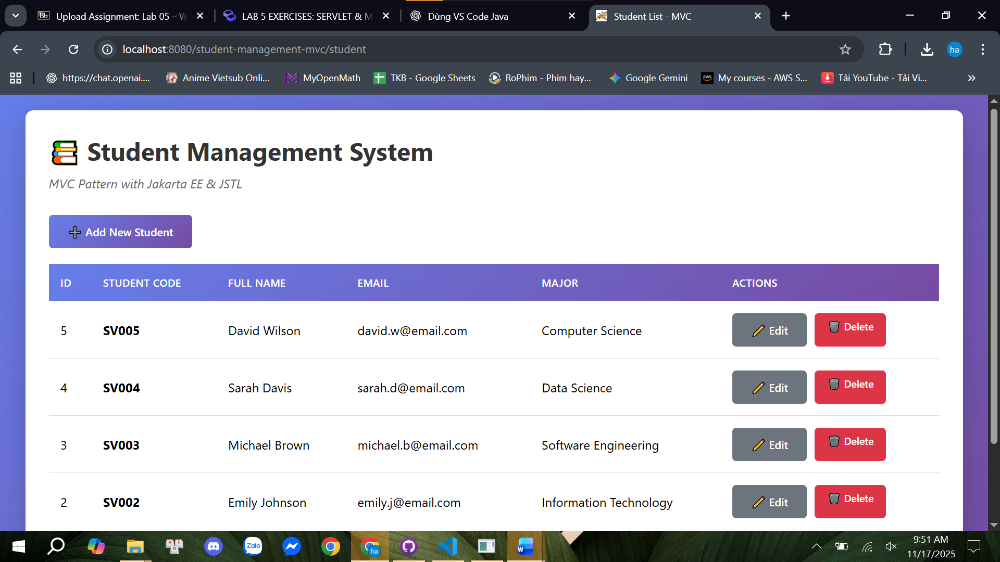 Bb Upload Assignment: Lab 05 – W
LAB 5 EXERCISES: SERVLET & M
Dùng VS Code Java
Student List - MVC
localhost:8080/student-management-mvc/student
ha
https://chat.openai....
Anime Vietsub Onli...
MyOpenMath
TKB - Google Sheets
RoPhim - Phim hay...
Google Gemini
aws My courses - AWS S...
Tải YouTube - Tải Vi...
Student Management System
MVC Pattern with Jakarta EE & JSTL
➕ Add New Student
ID STUDENT CODE FULL NAME EMAIL MAJOR ACTIONS
5 SV005 David Wilson david.w@email.com Computer Science Edit Delete
4 SV004 Sarah Davis sarah.d@email.com Data Science Edit Delete
3 SV003 Michael Brown michael.b@email.com Software Engineering Edit Delete
2 SV002 Emily Johnson emily.j@email.com Information Technology Edit Delete
u n i
Zalo
ha
W
9:51 AM
11/17/2025